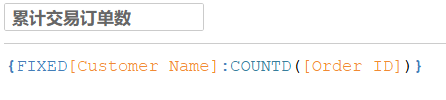 累计交易订单数
{FIXED[Customer Name]:COUNTD([Order ID])}